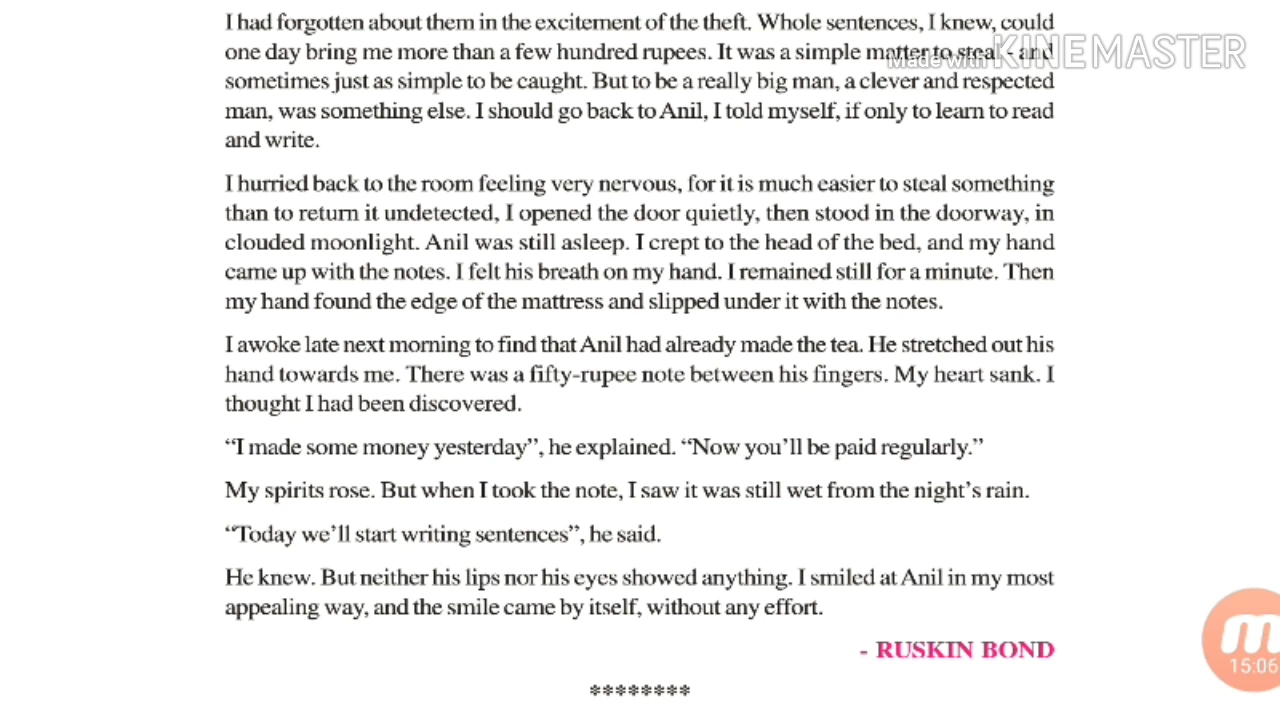 I had forgotten about them in the excitement of the theft. Whole sentences, I knew, could
one day bring me more than a few hundred rupees. It was a simple matter to steal - and
Made with KINEMASTER
sometimes just as simple to be caught. But to be a really big man, a clever and respected
man, was something else. I should go back to Anil, I told myself, if only to learn to read
and write.
I hurried back to the room feeling very nervous, for it is much easier to steal something
than to return it undetected, I opened the door quietly, then stood in the doorway, in
clouded moonlight. Anil was still asleep. I crept to the head of the bed, and my hand
came up with the notes. I felt his breath on my hand. I remained still for a minute. Then
my hand found the edge of the mattress and slipped under it with the notes.
I awoke late next morning to find that Anil had already made the tea. He stretched out his
hand towards me. There was a fifty-rupee note between his fingers. My heart sank. I
thought I had been discovered.
“I made some money yesterday”, he explained. “Now you’ll be paid regularly.”
My spirits rose. But when I took the note, I saw it was still wet from the night’s rain.
“Today we’ll start writing sentences”, he said.
He knew. But neither his lips nor his eyes showed anything. I smiled at Anil in my most
appealing way, and the smile came by itself, without any effort.
- RUSKIN BOND
15:06
********